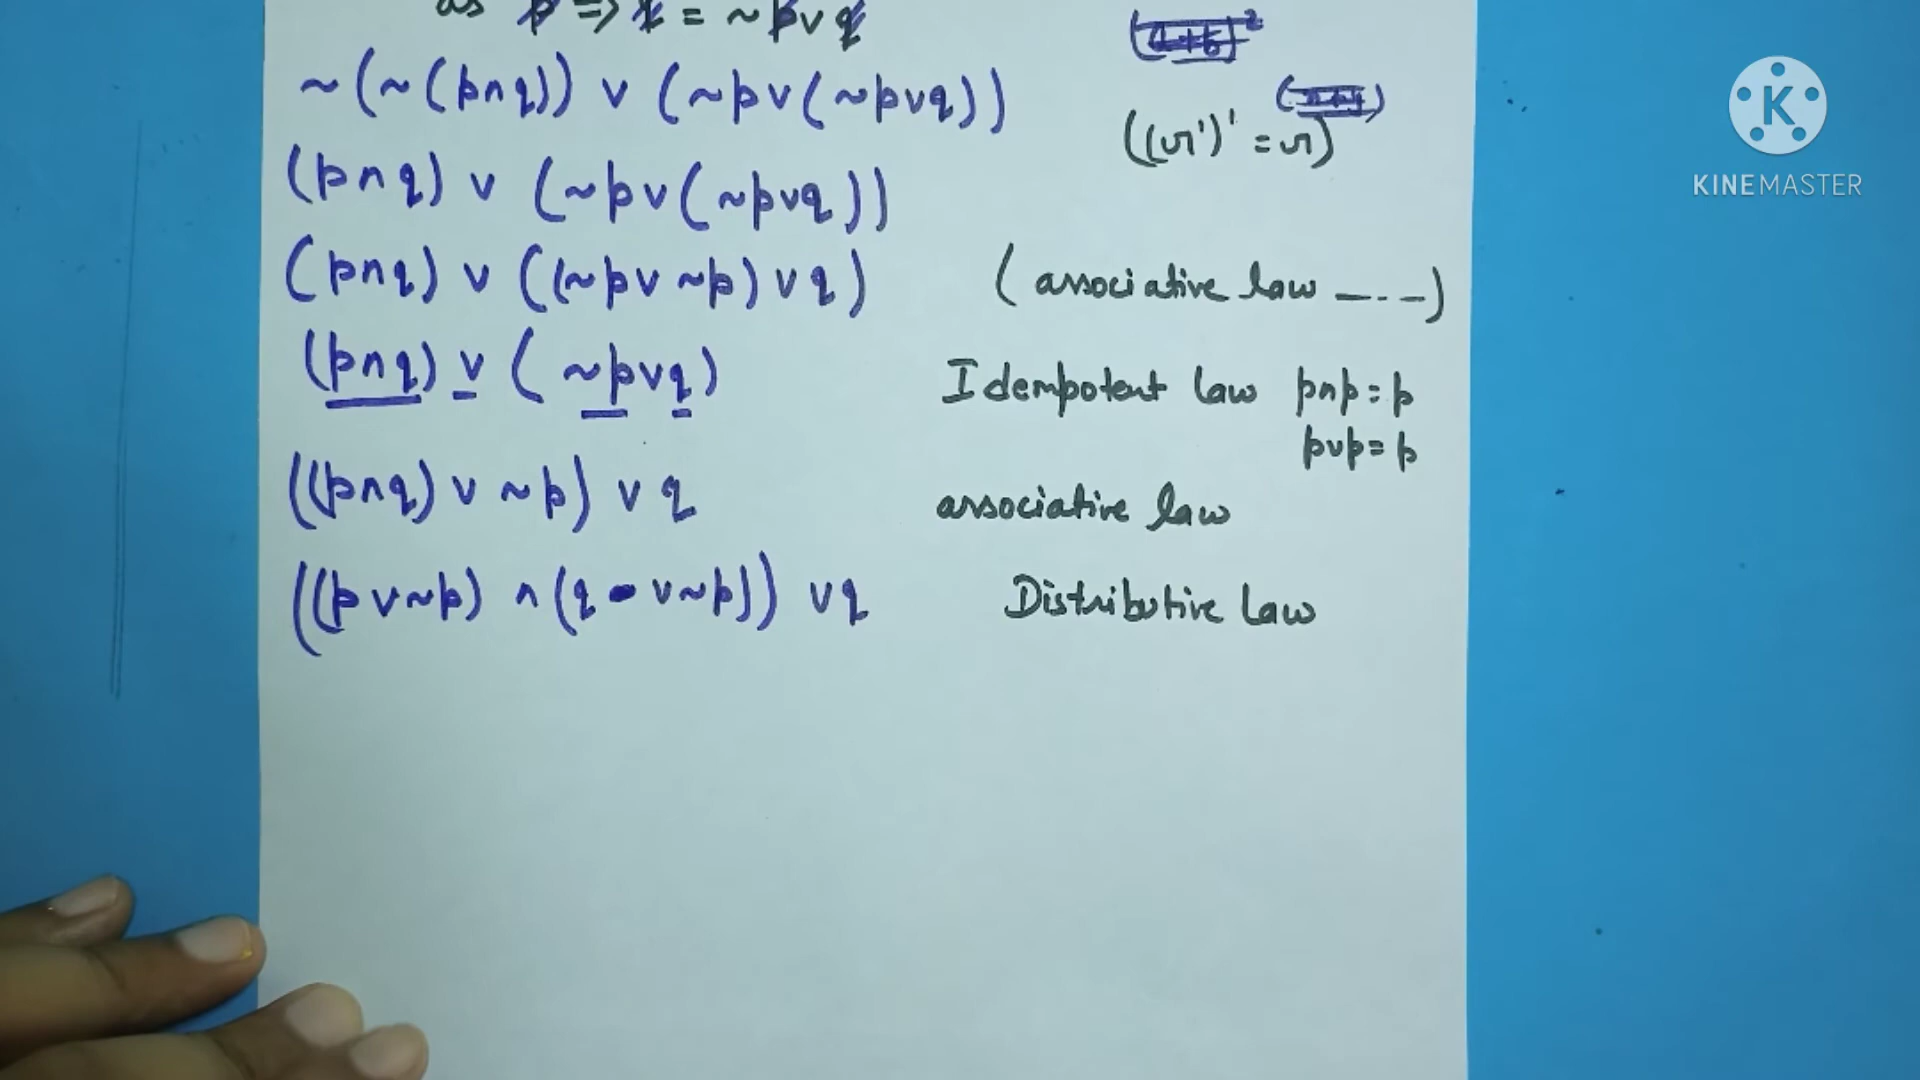 as p => q = ~p∨q
~(~(p∧q)) ∨ (~p∨(~p∨q))
(p∧q) ∨ (~p∨(~p∨q))
(p∧q) ∨ ((~p∨~p)∨q) (associative law -..-)
(p∧q) ∨ (~p∨q) Idempotent law p∧p=p
p∨p=p
((p∧q)∨~p)∨q associative law
((p∨~p) ∧ (q∨~p)) ∨q Distributive Law
K
KINEMASTER